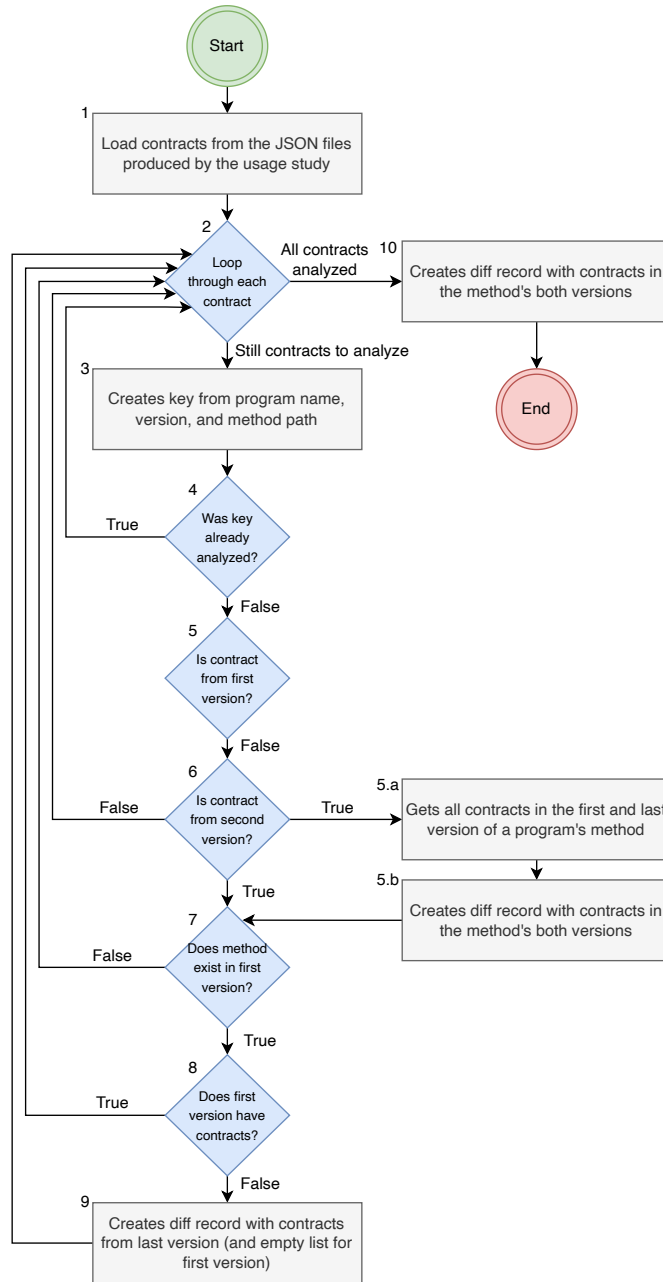 Start
1
Load contracts from the JSON files
produced by the usage study
2
Loop
through each
contract
All contracts
analyzed
10
Creates diff record with contracts in
the method's both versions
Still contracts to analyze
End
3
Creates key from program name,
version, and method path
4
Was key
already
analyzed?
True
False
5
Is contract
from first
version?
False
6
Is contract
from second
version?
False
True
5.a
Gets all contracts in the first and last
version of a program's method
True
5.b
Creates diff record with contracts in
the method's both versions
7
Does method
exist in first
version?
False
True
8
Does first
version have
contracts?
True
False
9
Creates diff record with contracts
from last version (and empty list for
first version)